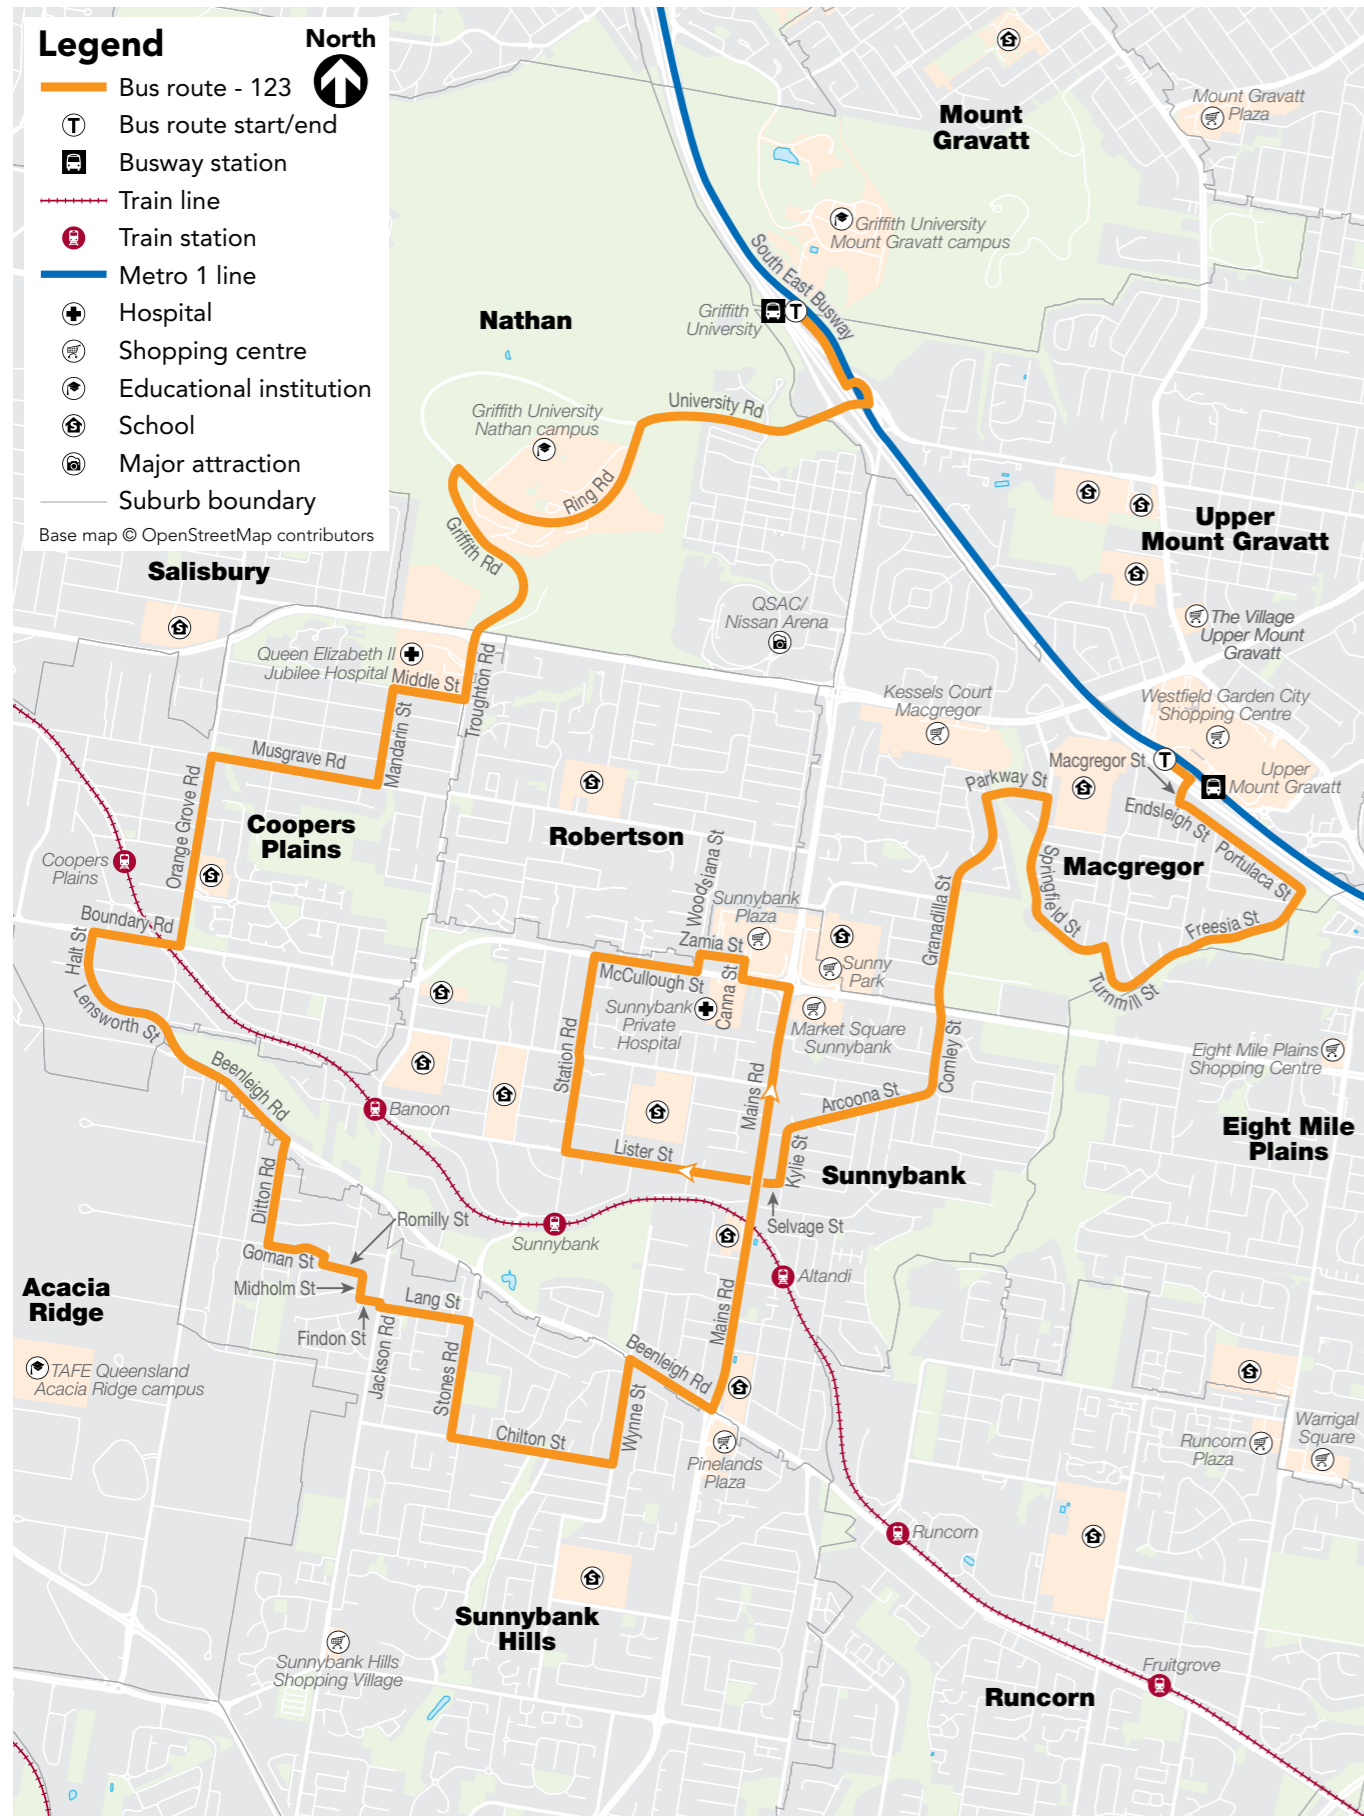 Legend
North
Bus route - 123
T
Bus route start/end
Busway station
Train line
Train station
Metro 1 line
Hospital
Shopping centre
Educational institution
S
School
Major attraction
Suburb boundary
Base map © OpenStreetMap contributors
Mount
Gravatt
Mount Gravatt
Plaza
Griffith University
Mount Gravatt campus
South East Busway
Griffith
University
T
Nathan
University Rd
Griffith University
Nathan campus
Ring Rd
Griffith Rd
Upper
Mount Gravatt
Salisbury
QSAC/
Nissan Arena
The Village
Upper Mount
Gravatt
Queen Elizabeth II
Jubilee Hospital
Middle St
Troughton Rd
Mandarin St
Kessels Court
Macgregor
Westfield Garden City
Shopping Centre
Musgrave Rd
Orange Grove Rd
Macgregor St
T
Upper
Mount Gravatt
Parkway St
Endsleigh St
Portulaca St
Coopers
Plains
Robertson
Macgregor
Coopers
Plains
Woodsiana St
Springfield St
Granadilla St
Sunnybank
Plaza
Freesia St
Boundary Rd
Halt St
Zamia St
McCullough St
Canna St
Sunny
Park
Turnmill St
Lensworth St
Sunnybank
Private
Hospital
Market Square
Sunnybank
Station Rd
Mains Rd
Comley St
Eight Mile Plains
Shopping Centre
Beenleigh Rd
Arcoona St
Banoon
Eight Mile
Plains
Lister St
Kylie St
Sunnybank
Ditton Rd
Romilly St
Selvage St
Sunnybank
Goman St
Altandi
Acacia
Ridge
Midholm St
Lang St
Mains Rd
Findon St
Jackson Rd
Stones Rd
Beenleigh Rd
TAFE Queensland
Acacia Ridge campus
Wynne St
Chilton St
Pinelands
Plaza
Warrigal
Square
Runcorn
Plaza
Runcorn
Sunnybank
Hills
Sunnybank Hills
Shopping Village
Fruitgrove
Runcorn